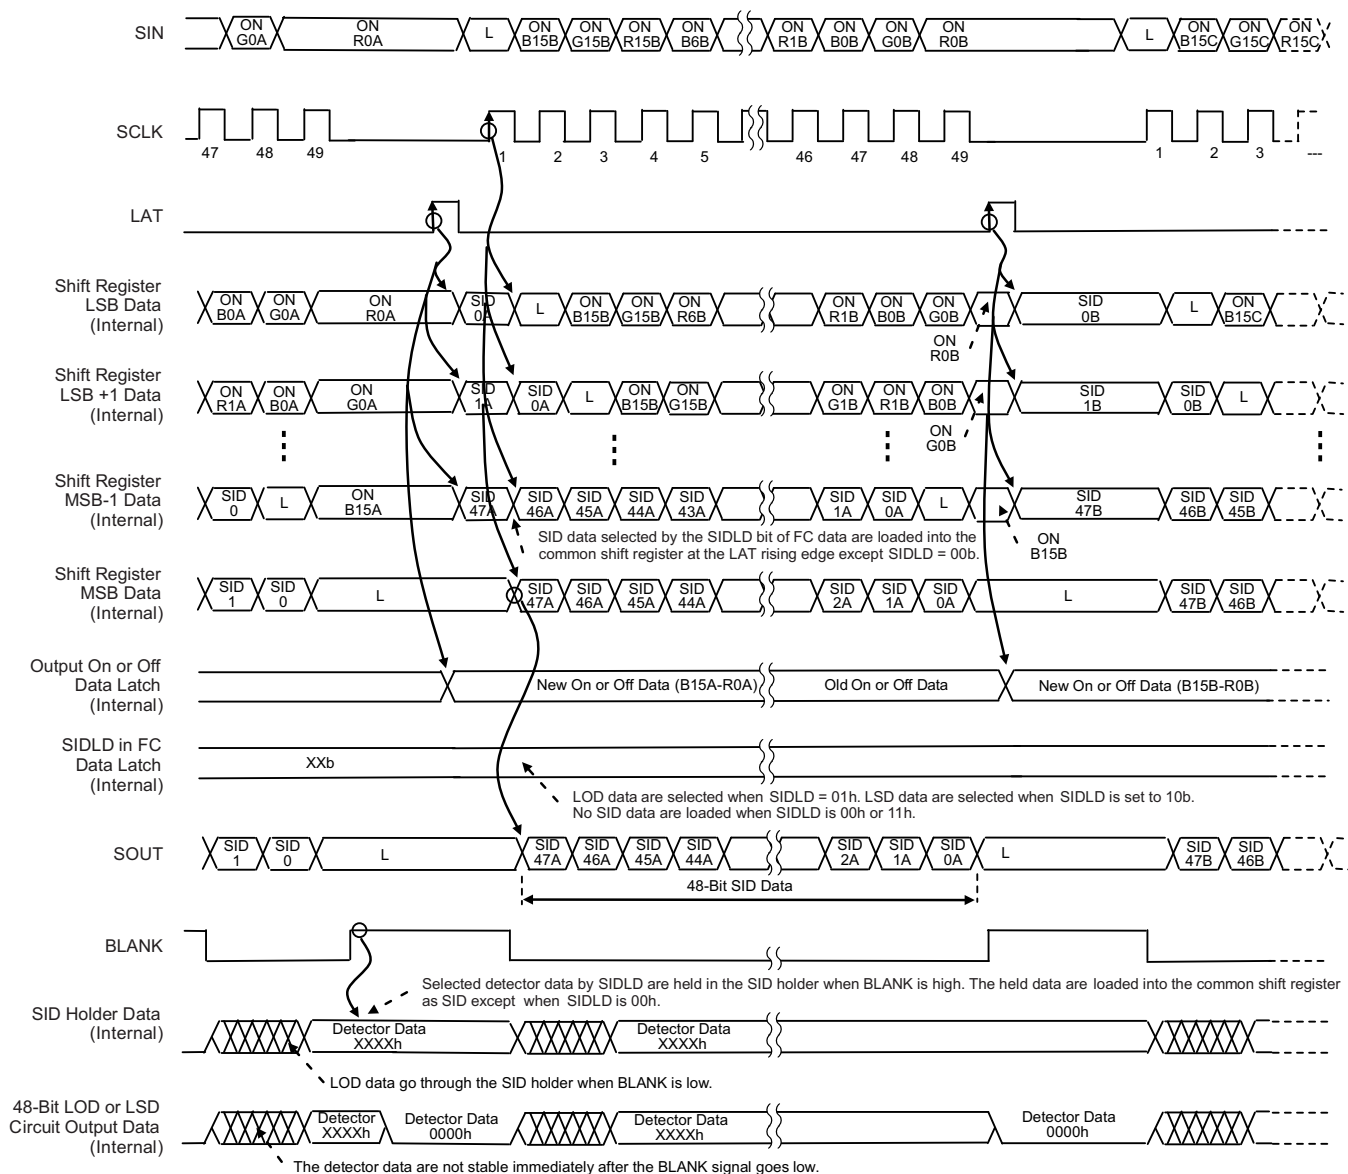 SIN
ON G0A
ON R0A
L
ON B15B
ON G15B
ON R15B
ON B6B
ON R1B
ON B0B
ON G0B
ON R0B
L
ON B15C
ON G15C
ON R15C
SCLK
47
48
49
1
2
3
4
5
46
47
48
49
1
2
3
---
LAT
Shift Register
LSB Data
(Internal)
ON B0A
ON G0A
ON R0A
SID 0A
L
ON B15B
ON G15B
ON R6B
ON R1B
ON B0B
ON G0B
ON R0B
SID 0B
L
ON B15C
Shift Register
LSB +1 Data
(Internal)
ON R1A
ON B0A
ON G0A
SID 1A
SID 0A
L
ON B15B
ON G15B
ON G1B
ON R1B
ON B0B
ON G0B
SID 1B
SID 0B
L
Shift Register
MSB-1 Data
(Internal)
SID 0
L
ON B15A
SID 47A
SID 46A
SID 45A
SID 44A
SID 43A
SID 1A
SID 0A
L
ON B15B
SID 47B
SID 46B
SID 45B
SID data selected by the SIDLD bit of FC data are loaded into the
common shift register at the LAT rising edge except SIDLD = 00b.
Shift Register
MSB Data
(Internal)
SID 1
SID 0
L
SID 47A
SID 46A
SID 45A
SID 44A
SID 2A
SID 1A
SID 0A
L
SID 47B
SID 46B
Output On or Off
Data Latch
(Internal)
New On or Off Data (B15A-R0A)
Old On or Off Data
New On or Off Data (B15B-R0B)
SIDLD in FC
Data Latch
(Internal)
XXb
LOD data are selected when SIDLD = 01h. LSD data are selected when SIDLD is set to 10b.
No SID data are loaded when SIDLD is 00h or 11h.
SOUT
SID 1
SID 0
L
SID 47A
SID 46A
SID 45A
SID 44A
SID 2A
SID 1A
SID 0A
L
SID 47B
SID 46B
48-Bit SID Data
BLANK
Selected detector data by SIDLD are held in the SID holder when BLANK is high. The held data are loaded into the common shift register
as SID except when SIDLD is 00h.
SID Holder Data
(Internal)
Detector Data
XXXXh
Detector Data
XXXXh
LOD data go through the SID holder when BLANK is low.
48-Bit LOD or LSD
Circuit Output Data
(Internal)
Detector
XXXXh
Detector Data
0000h
Detector Data
XXXXh
Detector Data
0000h
The detector data are not stable immediately after the BLANK signal goes low.